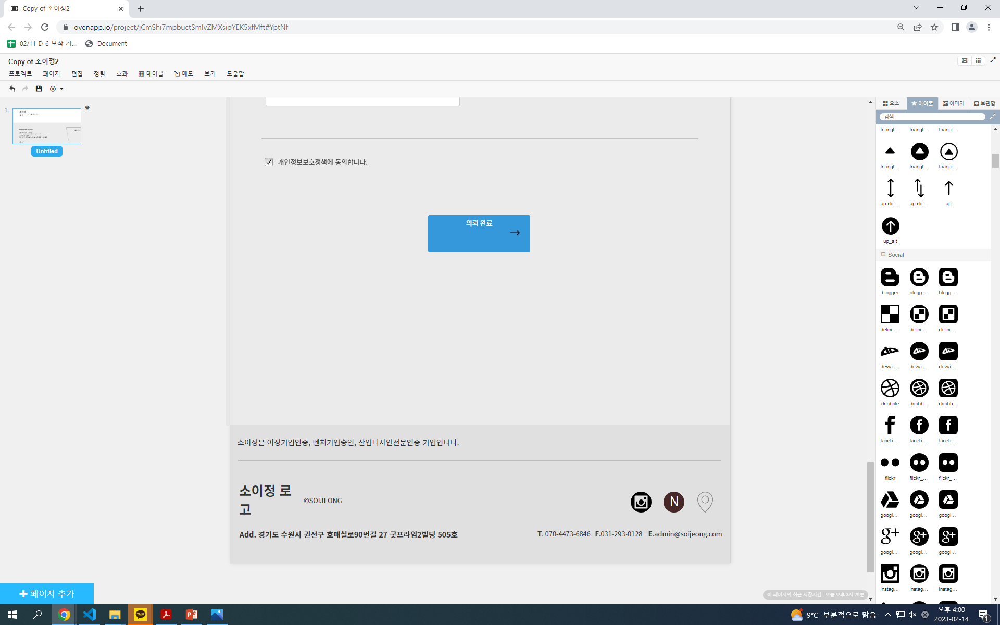 Copy of 소이정2
ovenapp.io/project/jCmShi7mpbuctSmIvZMXsioYEK5xfMft#YptNf
02/11 D-6 모작 기...
Document
Copy of 소이정2
프로젝트 페이지 편집 정렬 효과 테이블 메모 보기 도움말
1.
Untitled
요소 아이콘 이미지 보관함
검색
triangl... triangl... triangl...
triangl... triangl... triangl...
up-do... up-do... up
up_alt
Social
blogger blogg... blogg...
delici... delici... delici...
devia... devia... devia...
dribbble dribbb... dribbb...
faceb... faceb... faceb...
flickr flickr_... flickr_...
googl... googl... googl...
googl... googl... googl...
instag... instag... instag...
개인정보보호정책에 동의합니다.
의뢰 완료
소이정은 여성기업인증, 벤처기업승인, 산업디자인전문인증 기업입니다.
소이정 로
고
©SOIJEONG
N
Add. 경기도 수원시 권선구 호매실로90번길 27 굿프라임2빌딩 505호
T. 070-4473-6846 F.031-293-0128 E.admin@soijeong.com
페이지 추가
이 페이지의 최근 저장시간 : 오늘 오후 3시 29분
TALK
9°C 부분적으로 맑음
오후 4:00
2023-02-14
1